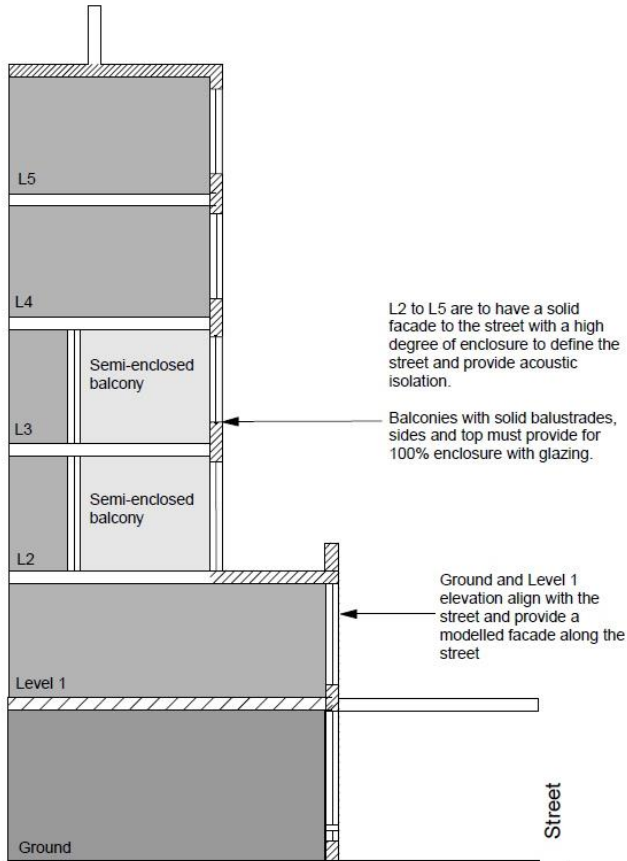 L5
L4
L2 to L5 are to have a solid
facade to the street with a high
degree of enclosure to define the
street and provide acoustic
isolation.
Semi-enclosed
balcony
L3
Balconies with solid balustrades,
sides and top must provide for
100% enclosure with glazing.
Semi-enclosed
balcony
L2
Ground and Level 1
elevation align with the
street and provide a
modelled facade along the
street
Level 1
Street
Ground